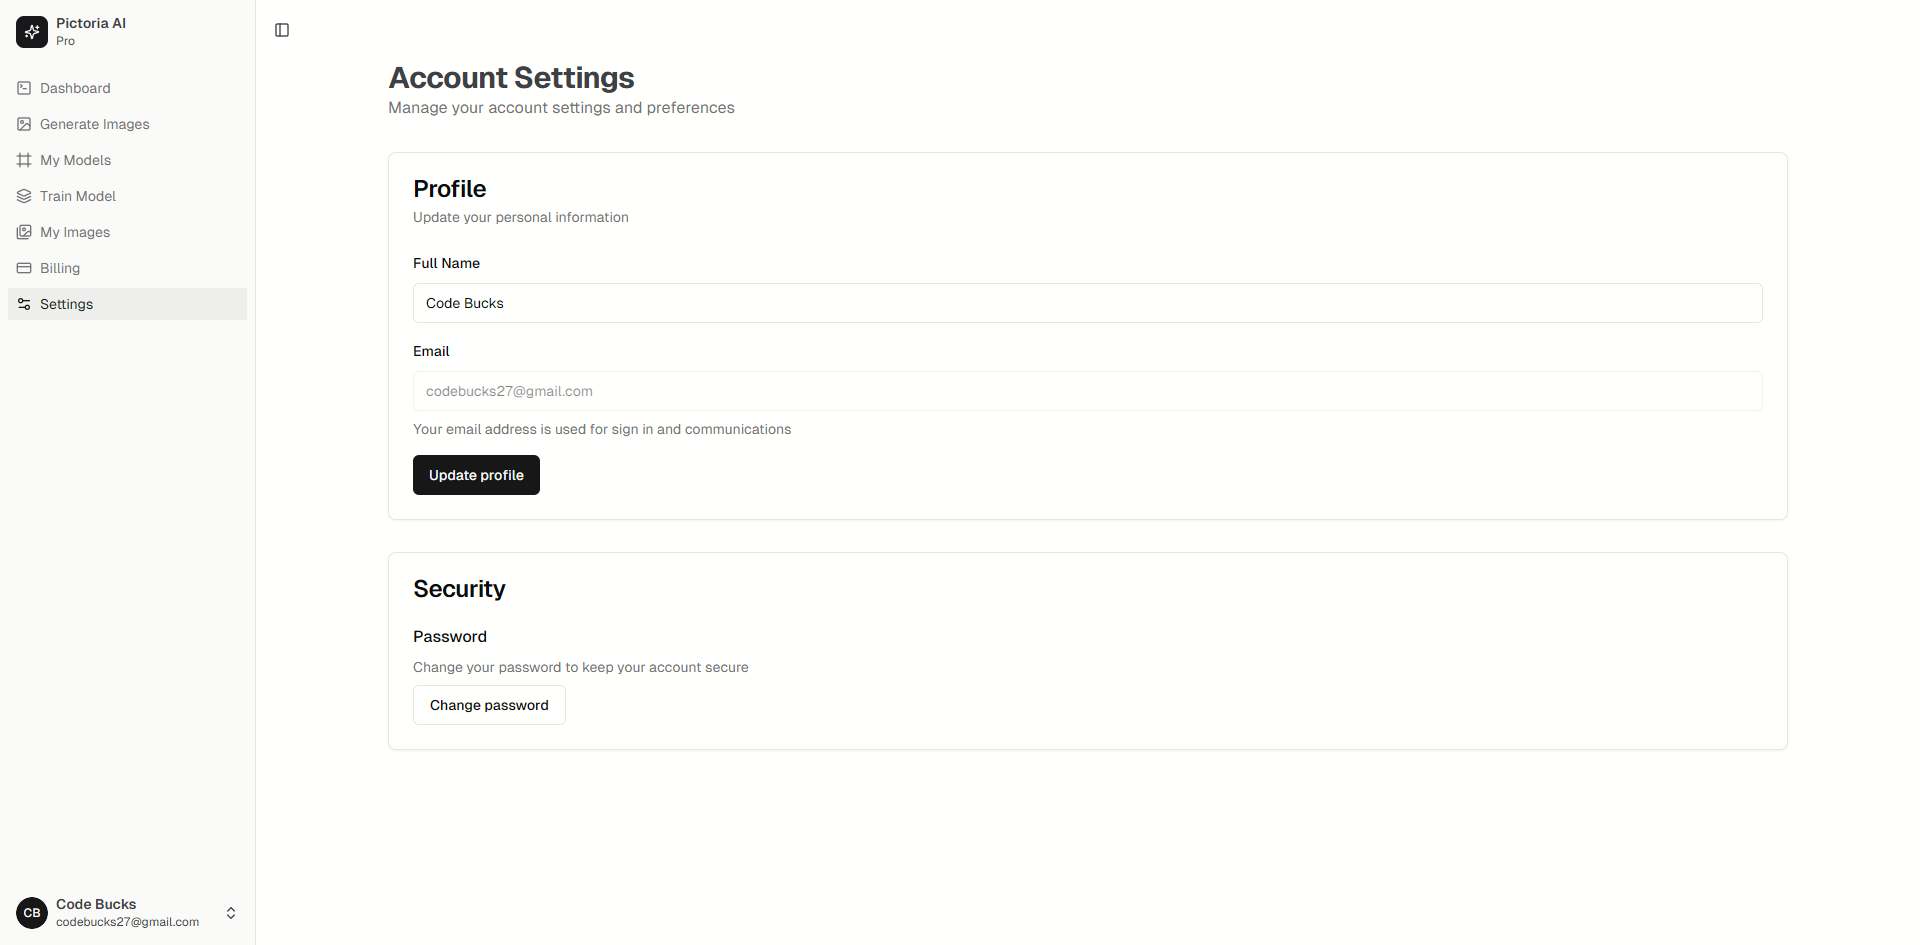 Pictoria AI
Pro
Dashboard
Generate Images
My Models
Train Model
My Images
Billing
Settings
Account Settings
Manage your account settings and preferences
Profile
Update your personal information
Full Name
Code Bucks
Email
codebucks27@gmail.com
Your email address is used for sign in and communications
Update profile
Security
Password
Change your password to keep your account secure
Change password
CB
Code Bucks
codebucks27@gmail.com